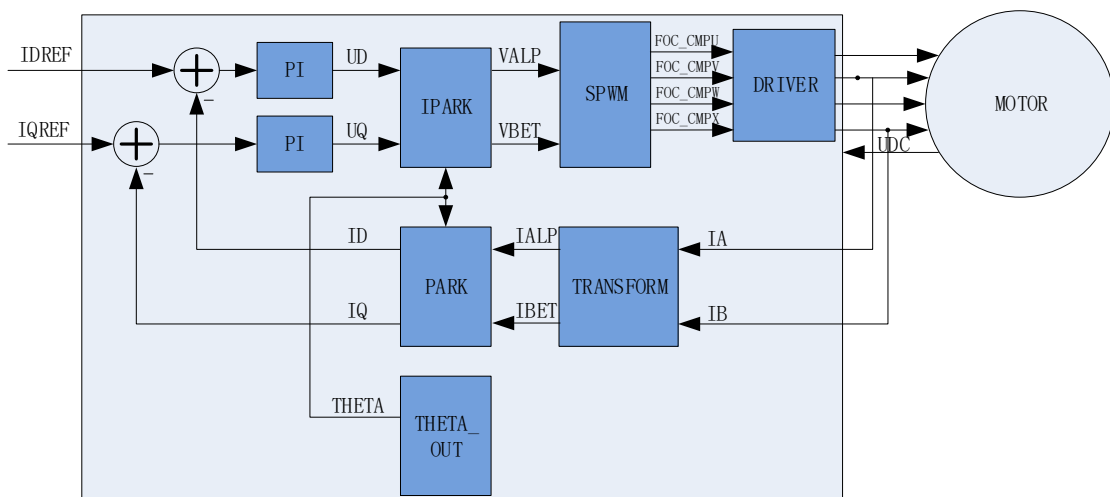 IDREF
IQREF
PI
PI
UD
UQ
IPARK
VALP
VBET
SPWM
FOC_CMPU
FOC_CMPV
FOC_CMPW
FOC_CMPX
DRIVER
UDC
MOTOR
-
-
ID
IQ
PARK
IALP
IBET
TRANSFORM
IA
IB
THETA
THETA_
OUT